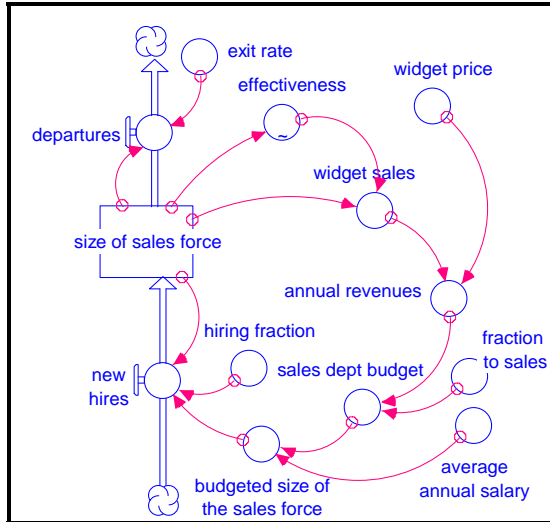 exit rate
widget price
effectiveness
departures
widget sales
size of sales force
annual revenues
hiring fraction
fraction
to sales
sales dept budget
new
hires
~
average
annual salary
budgeted size of
the sales force